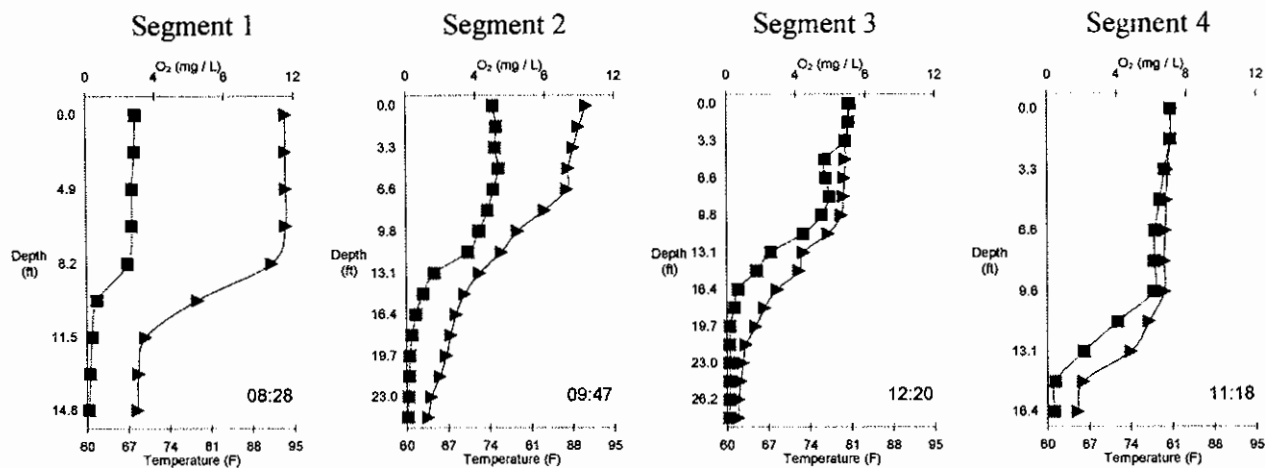 Segment 1
O₂ (mg / L)
0 4 6 12
0.0
3.3
4.9
Depth
(ft)
8.2
11.5
14.8
08:28
60 67 74 81 88 95
Temperature (F)
Segment 2
O₂ (mg / L)
0 4 6 12
0.0
3.3
6.6
9.8
Depth
(ft)
13.1
16.4
19.7
23.0
09:47
60 67 74 88 95
Temperature (F)
Segment 3
O₂ (mg / L)
0 4 8 12
0.0
3.3
6.6
9.8
Depth
(ft)
13.1
16.4
19.7
23.0
26.2
12:20
60 67 74 81 88 95
Temperature (F)
Segment 4
O₂ (mg / L)
0 4 8 12
0.0
3.3
6.6
Depth
(ft)
9.6
13.1
16.4
11:18
60 67 74 81 88 95
Temperature (F)